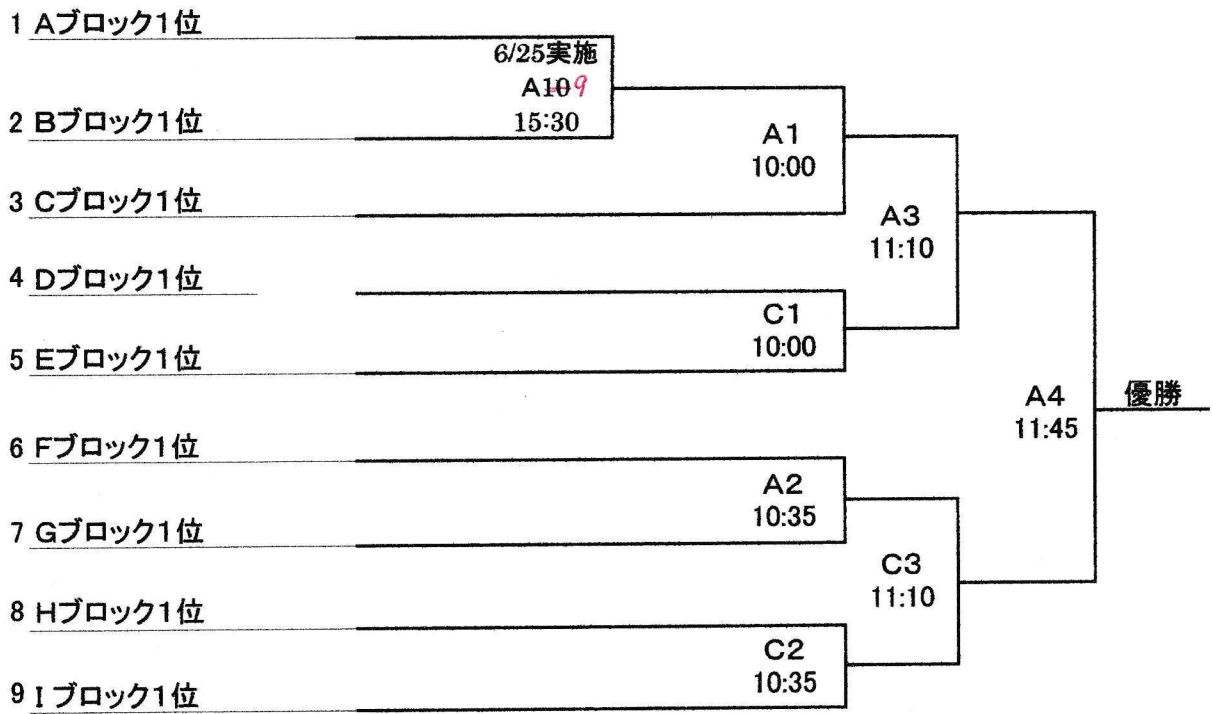 1 Aブロック1位
6/25実施
A10 9
15:30
2 Bブロック1位
A1
10:00
3 Cブロック1位
A3
11:10
4 Dブロック1位
C1
10:00
5 Eブロック1位
A4
11:45
優勝
6 Fブロック1位
A2
10:35
7 Gブロック1位
C3
11:10
8 Hブロック1位
C2
10:35
9 Iブロック1位